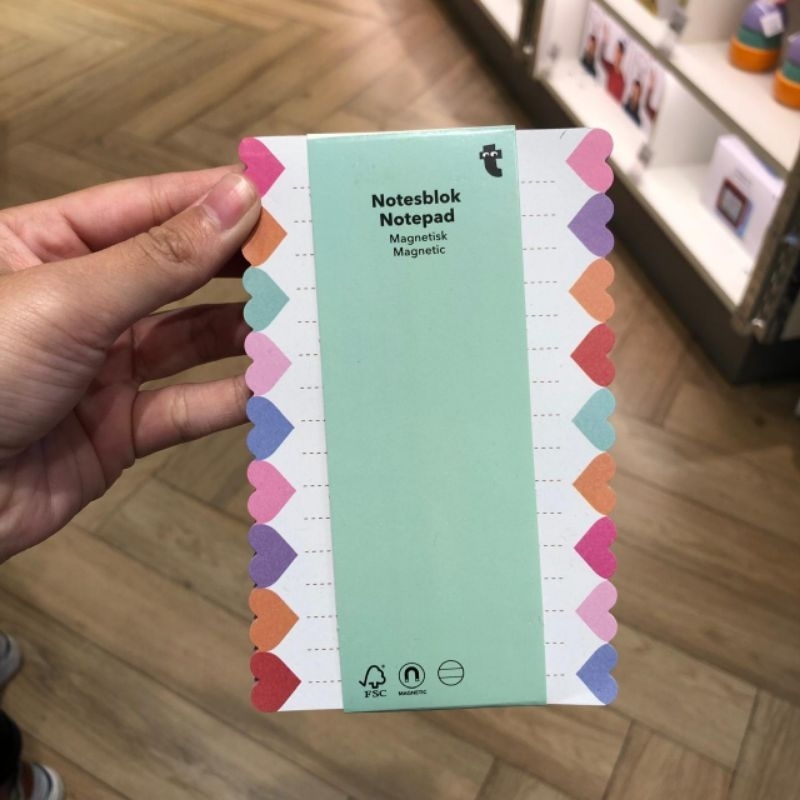 t
Notesblok
Notepad
Magnetisk
Magnetic
FSC
MAGNETIC